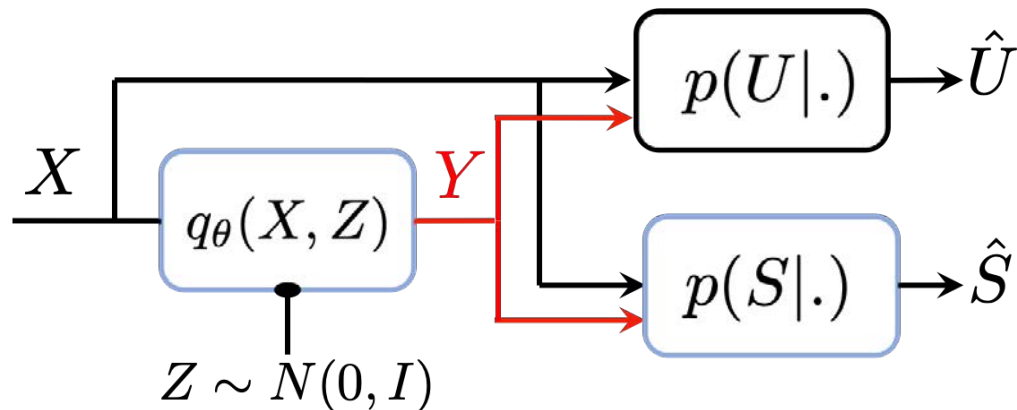 X
q_θ(X, Z)
Z ∼ N(0, I)
Y
p(U|.)
Û
p(S|.)
Ŝ